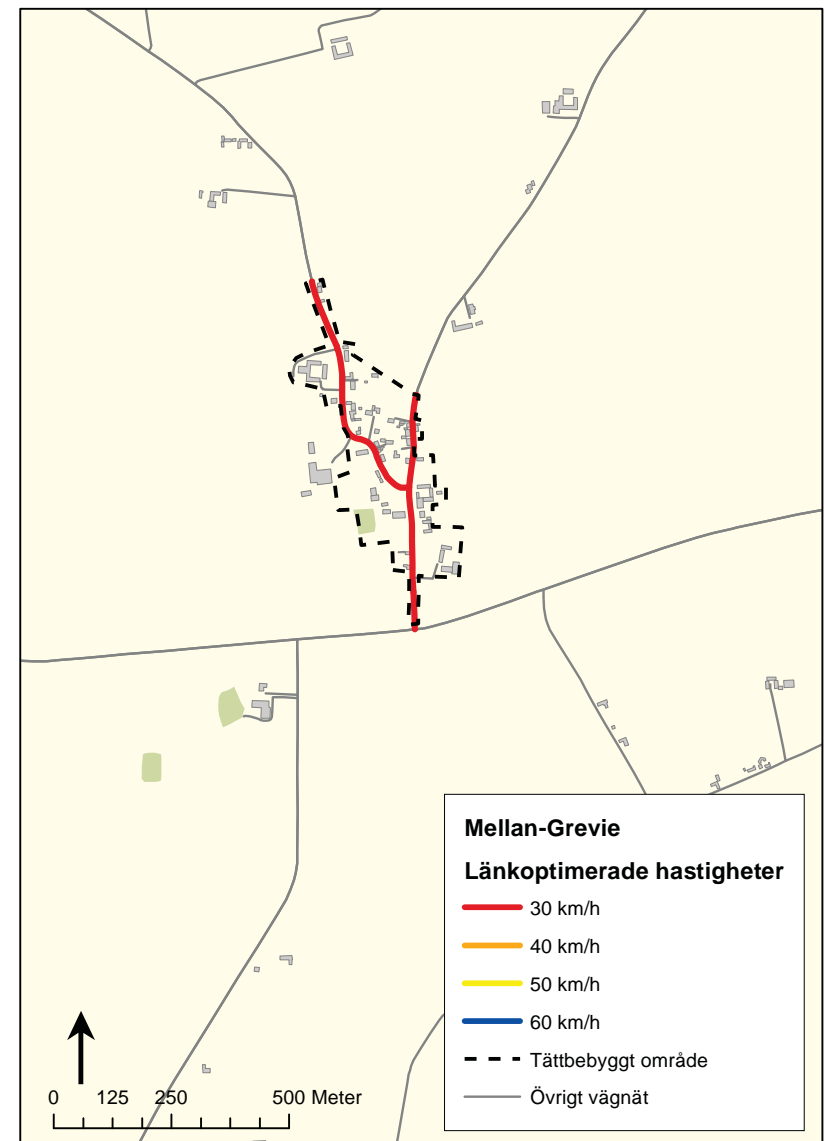 Mellan-Grevie
Länkoptimerade hastigheter
30 km/h
40 km/h
50 km/h
60 km/h
Tättbebyggt område
Övrigt vägnät
0 125 250 500 Meter